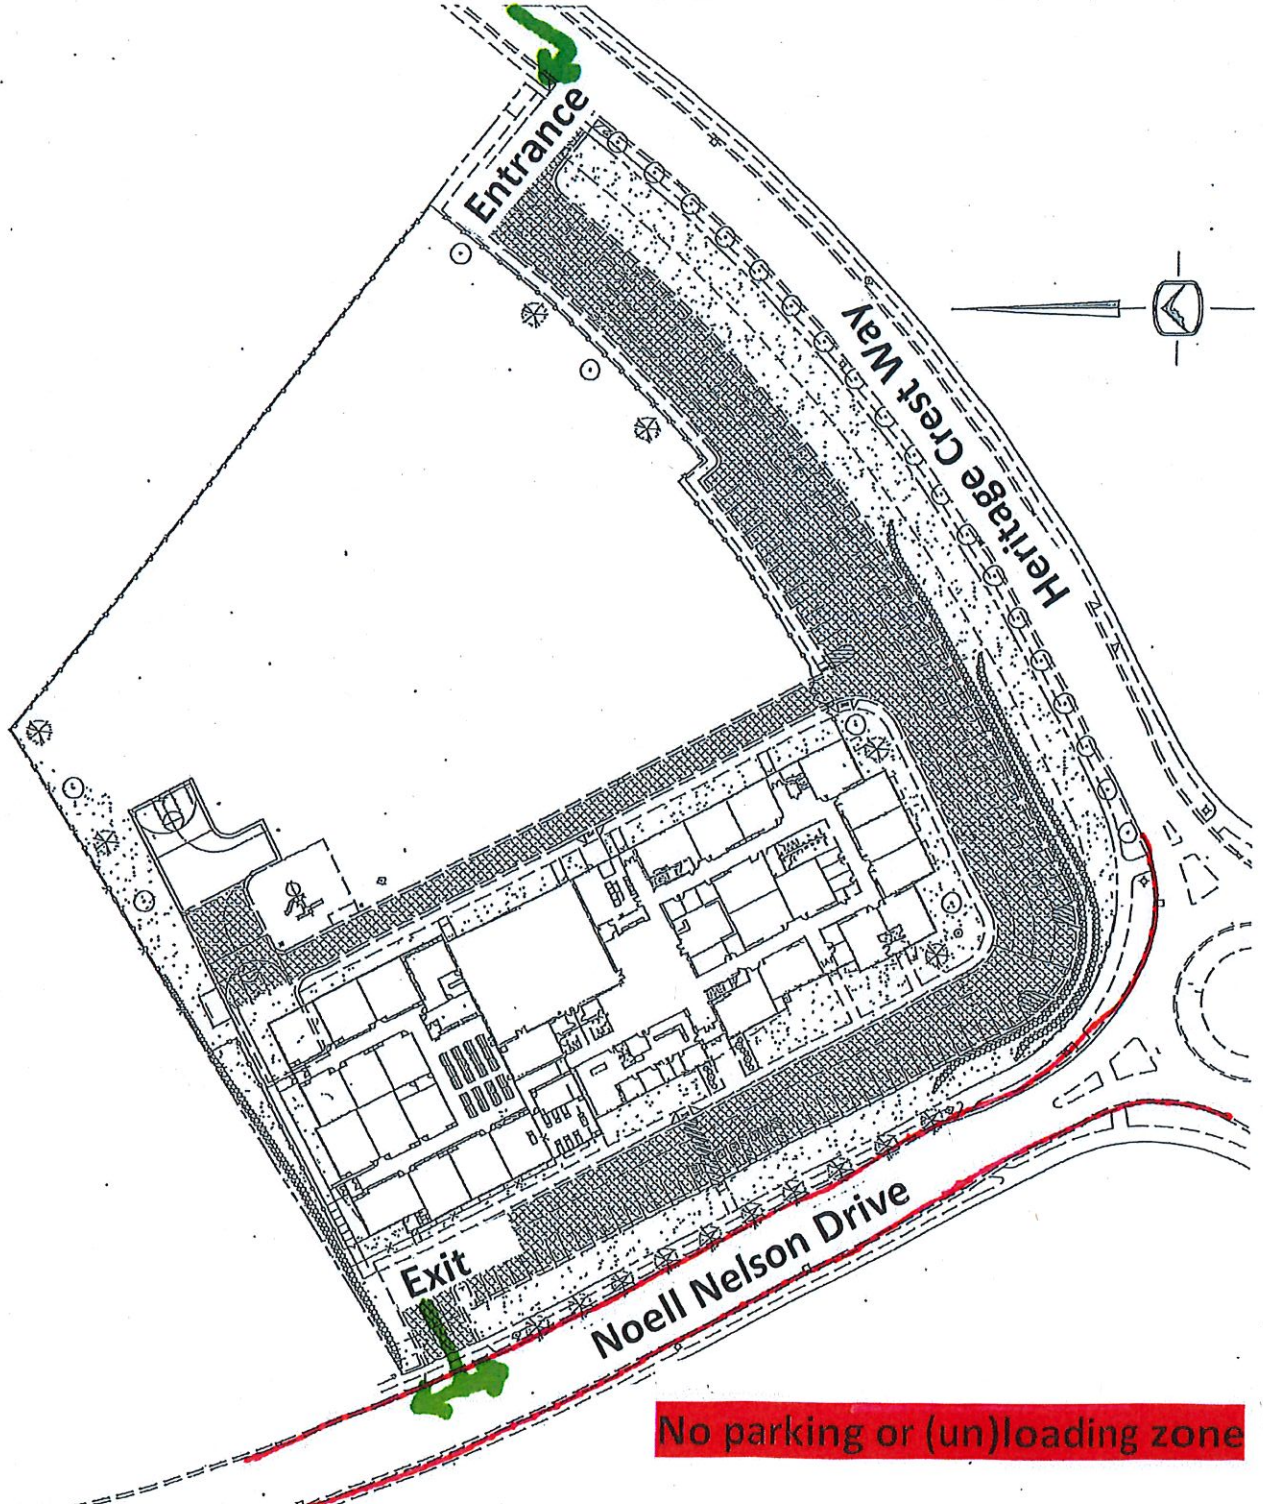 Entrance
Heritage Crest Way
Exit
Noell Nelson Drive
No parking or (un)loading zone